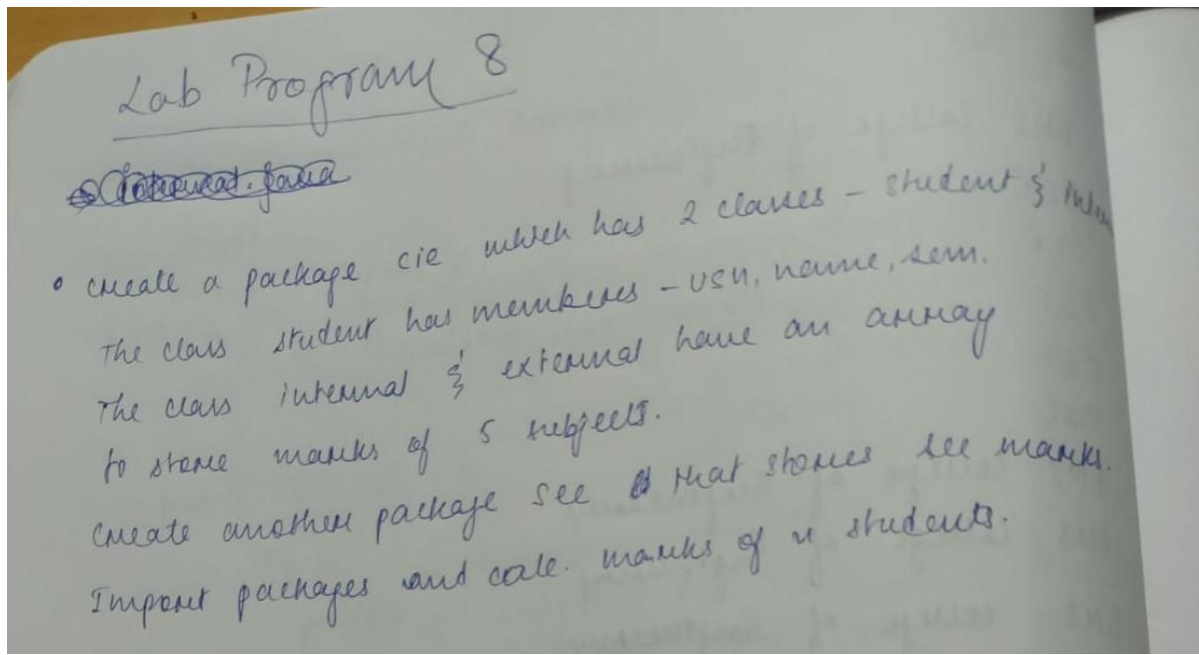 Lab Program 8
• create a package cie which has 2 classes - student &
The class student has members - usn, name, sem.
The class internal & external have an array
to store marks of 5 subjects.
Create another package see that stores see marks.
Import packages and calc. marks of n students.